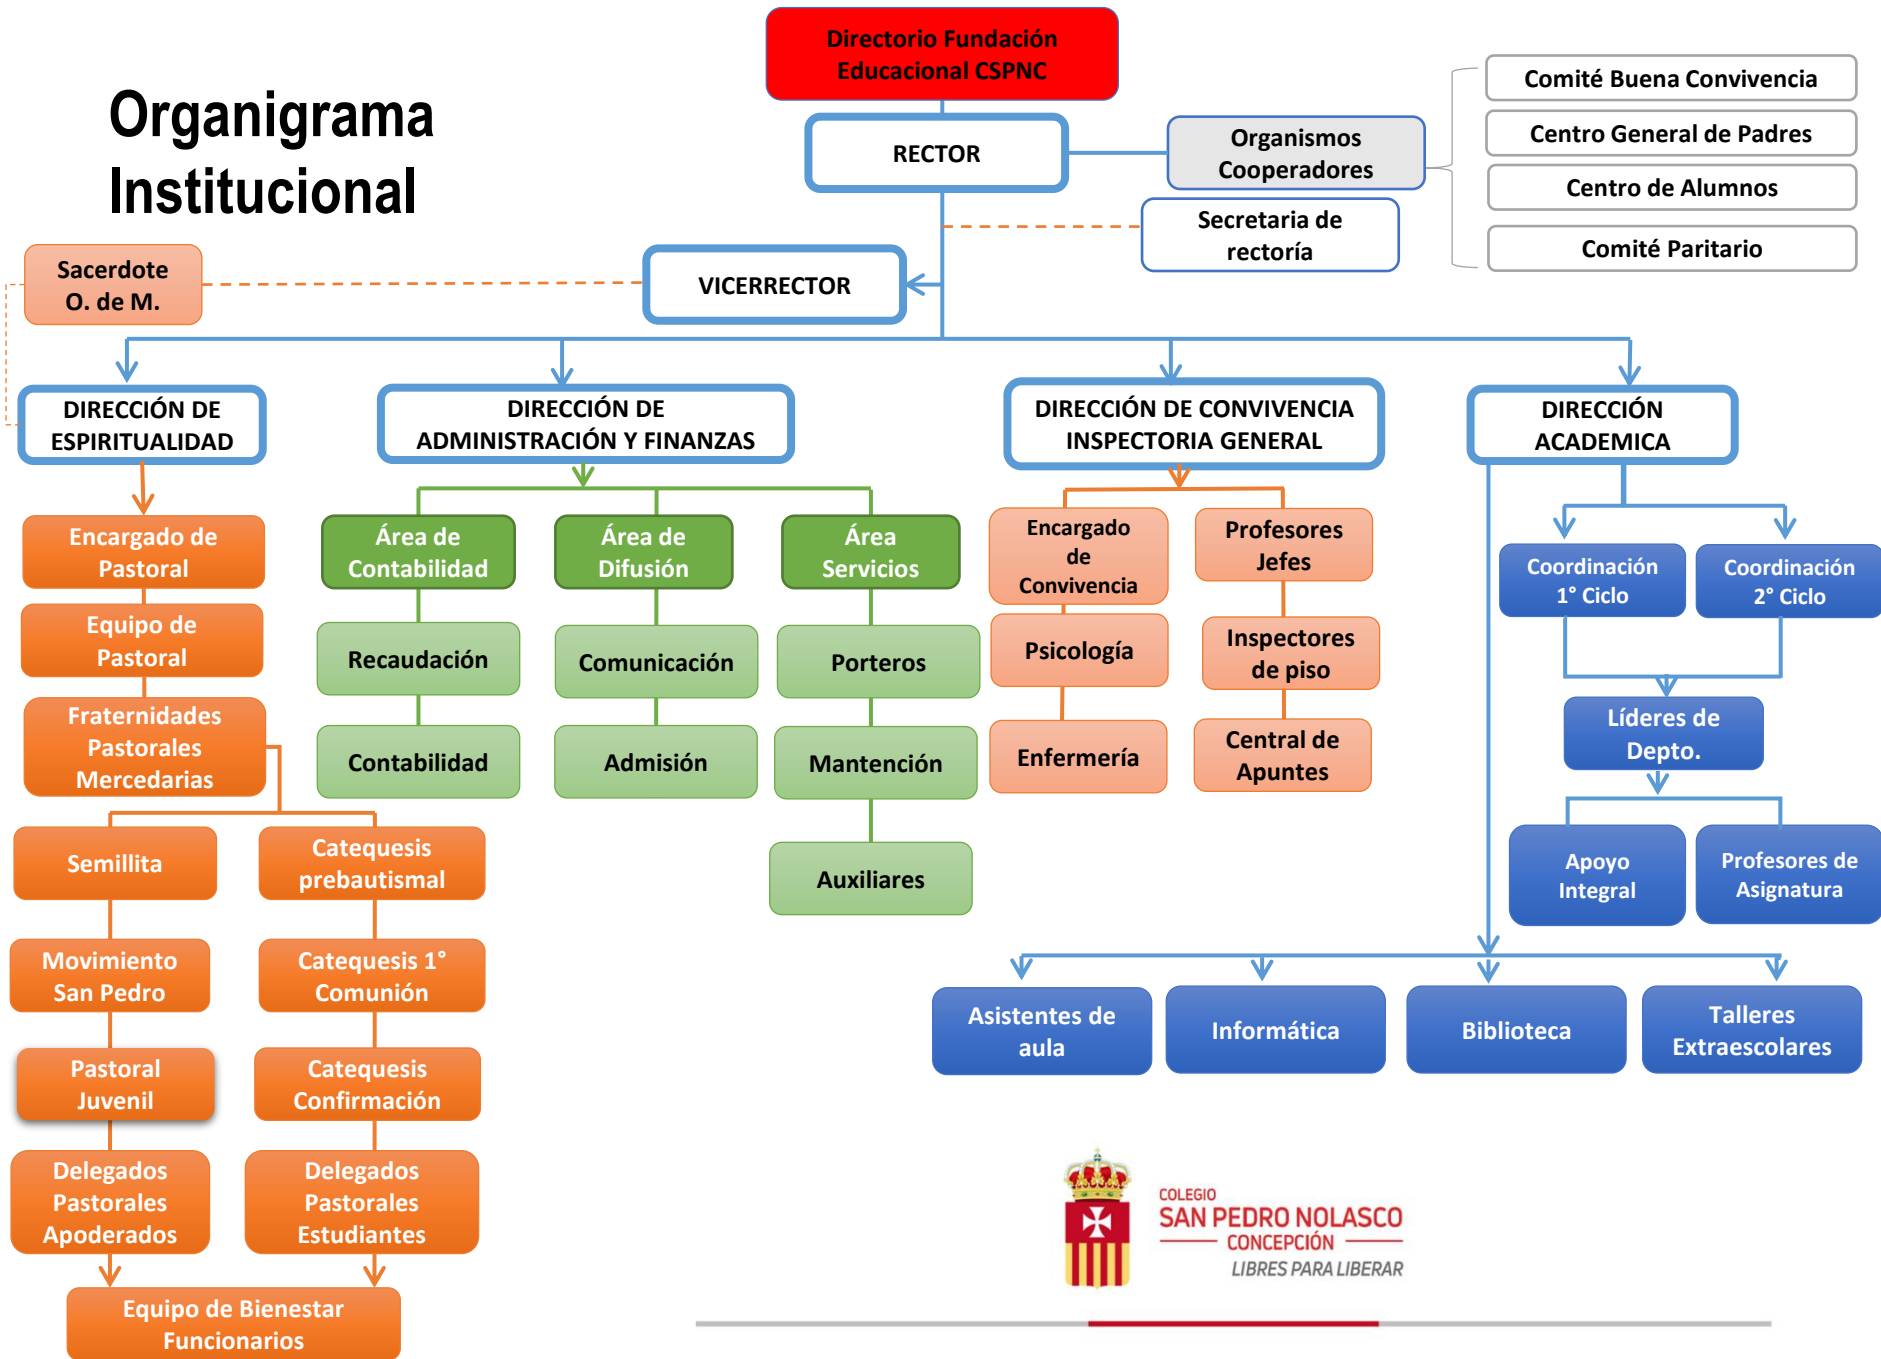 Organigrama
Institucional
Directorio Fundación
Educacional CSPNC
RECTOR
Organismos
Cooperadores
Comité Buena Convivencia
Centro General de Padres
Centro de Alumnos
Comité Paritario
Secretaria de
rectoría
Sacerdote
O. de M.
VICERRECTOR
DIRECCIÓN DE
ESPIRITUALIDAD
DIRECCIÓN DE
ADMINISTRACIÓN Y FINANZAS
DIRECCIÓN DE CONVIVENCIA
INSPECTORIA GENERAL
DIRECCIÓN
ACADEMICA
Encargado de
Pastoral
Equipo de
Pastoral
Fraternidades
Pastorales
Mercedarias
Semillita
Movimiento
San Pedro
Pastoral
Juvenil
Delegados
Pastorales
Apoderados
Catequesis
prebautismal
Catequesis 1°
Comunión
Catequesis
Confirmación
Delegados
Pastorales
Estudiantes
Equipo de Bienestar
Funcionarios
Área de
Contabilidad
Recaudación
Contabilidad
Área de
Difusión
Comunicación
Admisión
Área
Servicios
Porteros
Mantención
Auxiliares
Encargado
de
Convivencia
Psicología
Enfermería
Profesores
Jefes
Inspectores
de piso
Central de
Apuntes
Coordinación
1° Ciclo
Coordinación
2° Ciclo
Líderes de
Depto.
Apoyo
Integral
Profesores de
Asignatura
Asistentes de
aula
Informática
Biblioteca
Talleres
Extraescolares
COLEGIO
SAN PEDRO NOLASCO
CONCEPCIÓN
LIBRES PARA LIBERAR